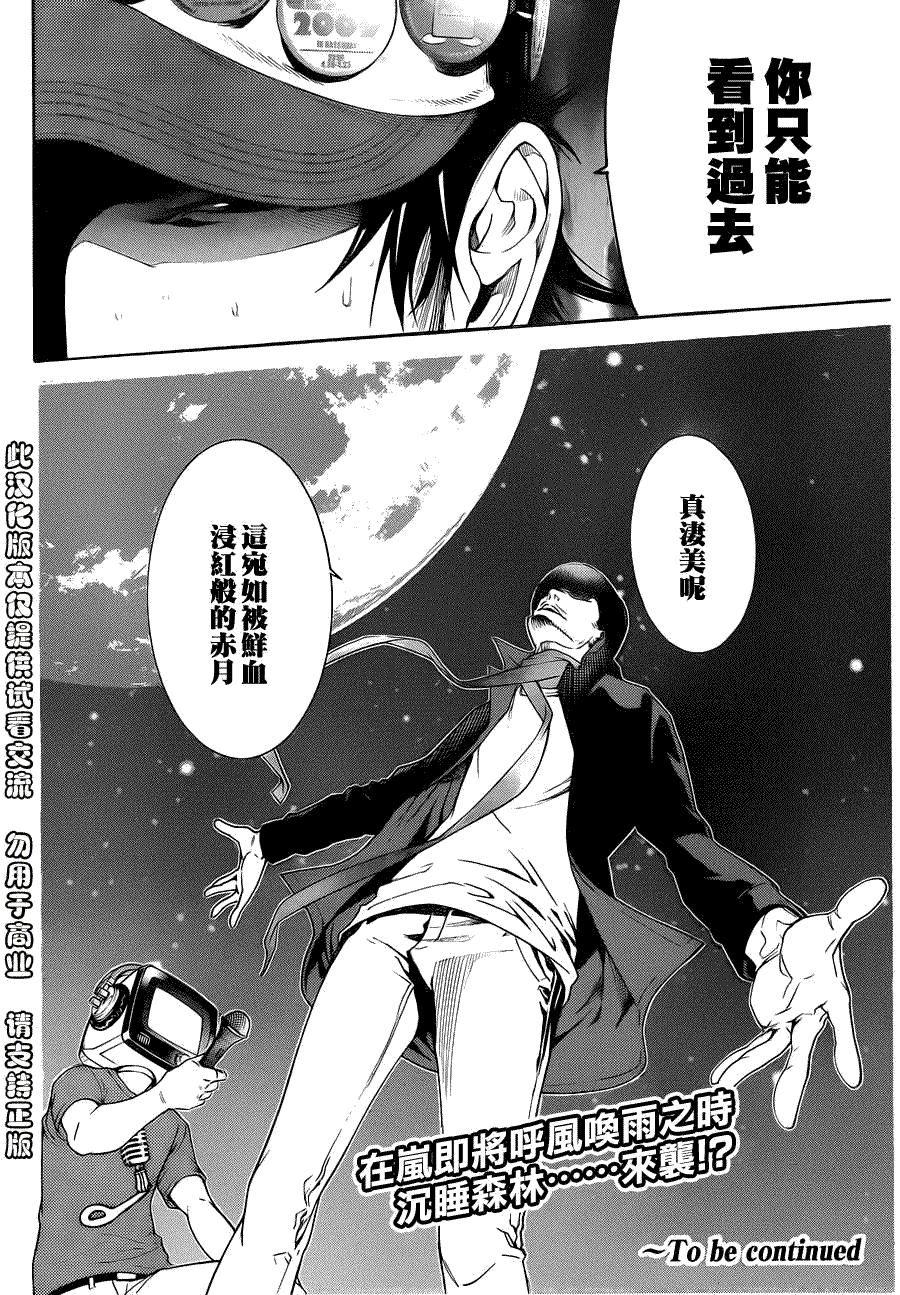 你只能
看到過去
200
真淒美呢
這宛如被鮮血
浸紅般的赤月
在嵐即將呼風喚雨之時
沉睡森林……來襲!?
~To be continued
此汉化版本仅提供试看交流 勿用于商业 请支持正版